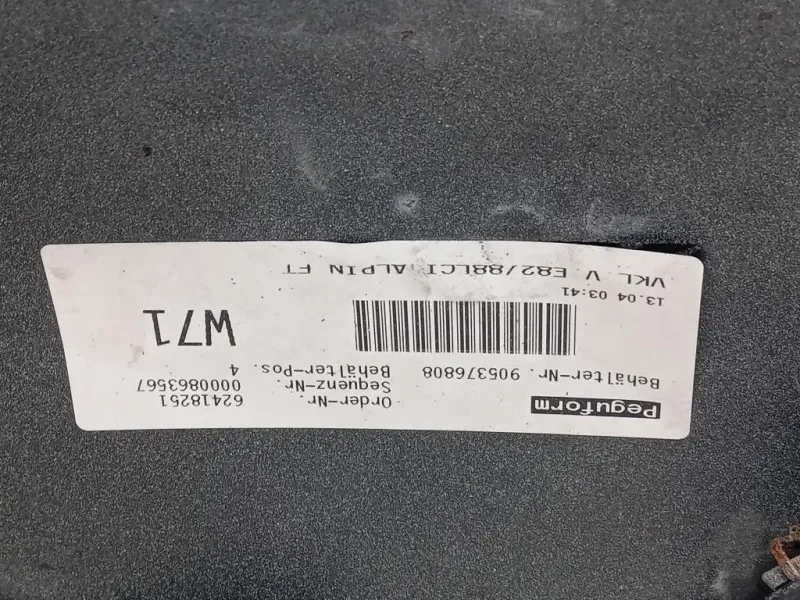 Peguform
Order-Nr. 62418251
Sequenz-Nr. 0000863567
Behälter-Nr. 905376808
Behälter-Pos. 4
W71
13.04 03:41
VKL V E82/88LCI ALPIN FT